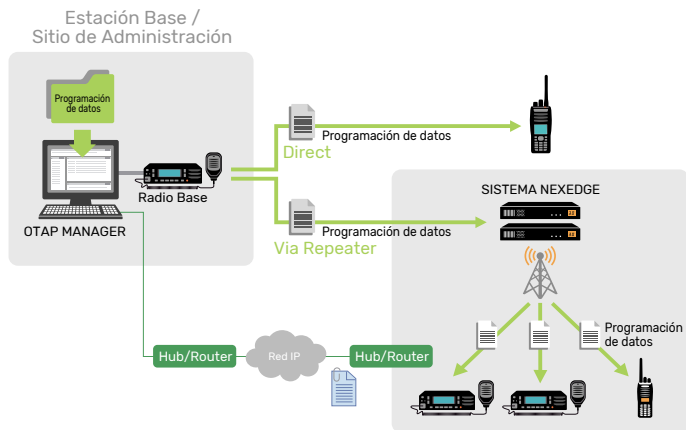 Estación Base /
Sitio de Administración
Programación
de datos
OTAP MANAGER
Radio Base
Programación de datos
Direct
Programación de datos
Via Repeater
SISTEMA NEXEDGE
Programación
de datos
Hub/Router
Red IP
Hub/Router